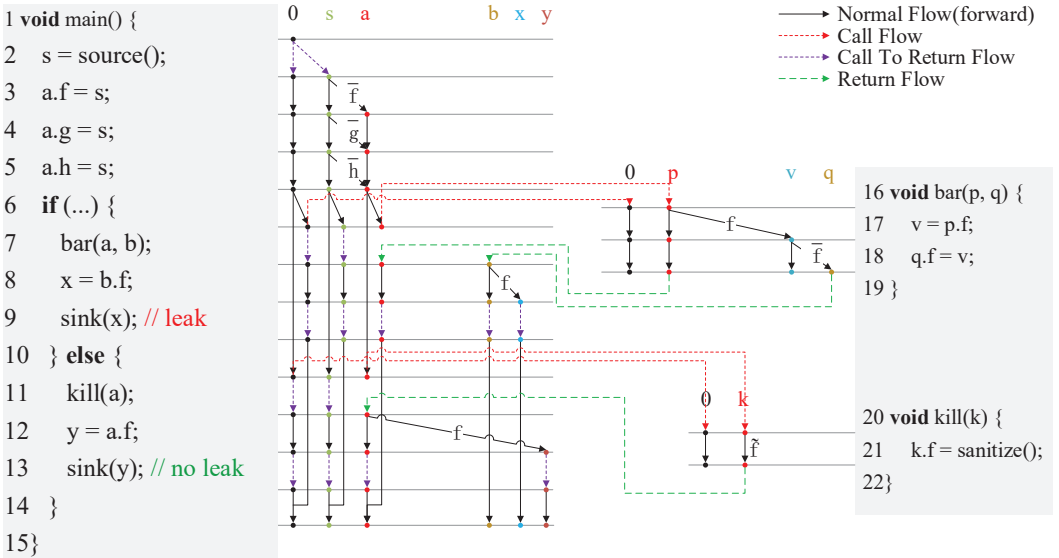 1 void main() {
2 s = source();
3 a.f = s;
4 a.g = s;
5 a.h = s;
6 if (...) {
7 bar(a, b);
8 x = b.f;
9 sink(x); // leak
10 } else {
11 kill(a);
12 y = a.f;
13 sink(y); // no leak
14 }
15}
0 s a b x y
f̅
g̅
h̅
f
f
Normal Flow(forward)
Call Flow
Call To Return Flow
Return Flow
0 p v q
f
f̅
16 void bar(p, q) {
17 v = p.f;
18 q.f = v;
19 }
0 k
f̃
20 void kill(k) {
21 k.f = sanitize();
22}